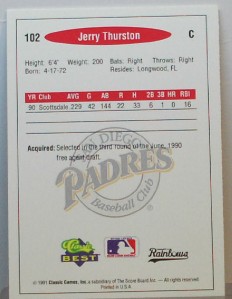 102 Jerry Thurston C
Height: 6'4" Weight: 200 Bats: Right Throws: Right
Born: 4-17-72 Resides: Longwood, FL
YR Club AVG G AB R H 2B 3B HR RBI
90 Scottsdale .229 42 144 22 33 6 1 0 16
Acquired: Selected in the third round of the June, 1990
free agent draft.
SAN DIEGO
PADRES
Baseball Club
Classic
BEST
Rainbows
© 1991 Classic Games, Inc., a subsidiary of The Score Board Inc. — All rights reserved.
Printed in U.S.A.